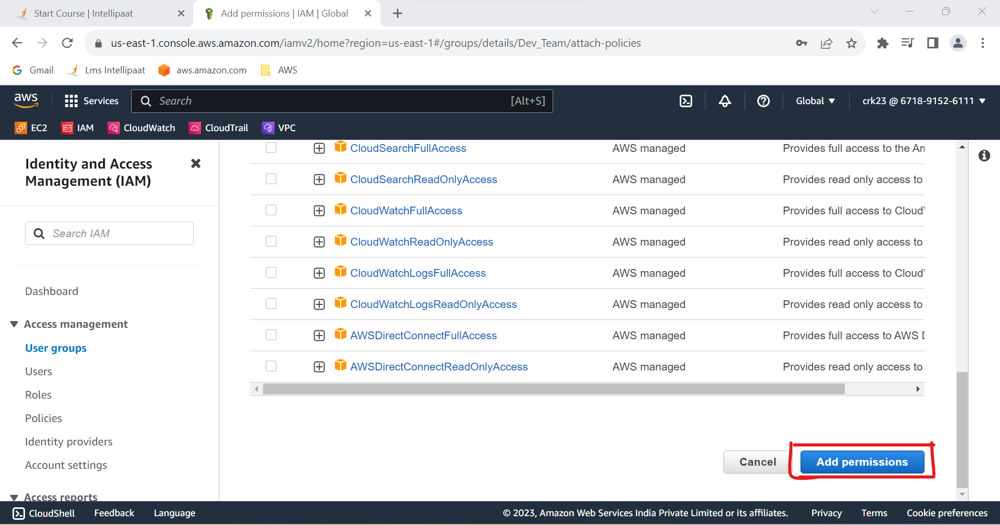 Start Course | Intellipaat
Add permissions | IAM | Global
us-east-1.console.aws.amazon.com/iamv2/home?region=us-east-1#/groups/details/Dev_Team/attach-policies
Gmail
Lms Intellipaat
aws.amazon.com
AWS
aws
Services
Search
[Alt+S]
Global
crk23 @ 6718-9152-6111
EC2
IAM
CloudWatch
CloudTrail
VPC
Identity and Access
Management (IAM)
Search IAM
Dashboard
Access management
User groups
Users
Roles
Policies
Identity providers
Account settings
Access reports
CloudSearchFullAccess AWS managed Provides full access to the An
CloudSearchReadOnlyAccess AWS managed Provides read only access to
CloudWatchFullAccess AWS managed Provides full access to Cloud
CloudWatchReadOnlyAccess AWS managed Provides read only access to
CloudWatchLogsFullAccess AWS managed Provides full access to Cloud
CloudWatchLogsReadOnlyAccess AWS managed Provides read only access to
AWSDirectConnectFullAccess AWS managed Provides full access to AWS
AWSDirectConnectReadOnlyAccess AWS managed Provides read only access to
Cancel
Add permissions
CloudShell
Feedback
Language
© 2023, Amazon Web Services India Private Limited or its affiliates.
Privacy
Terms
Cookie preferences